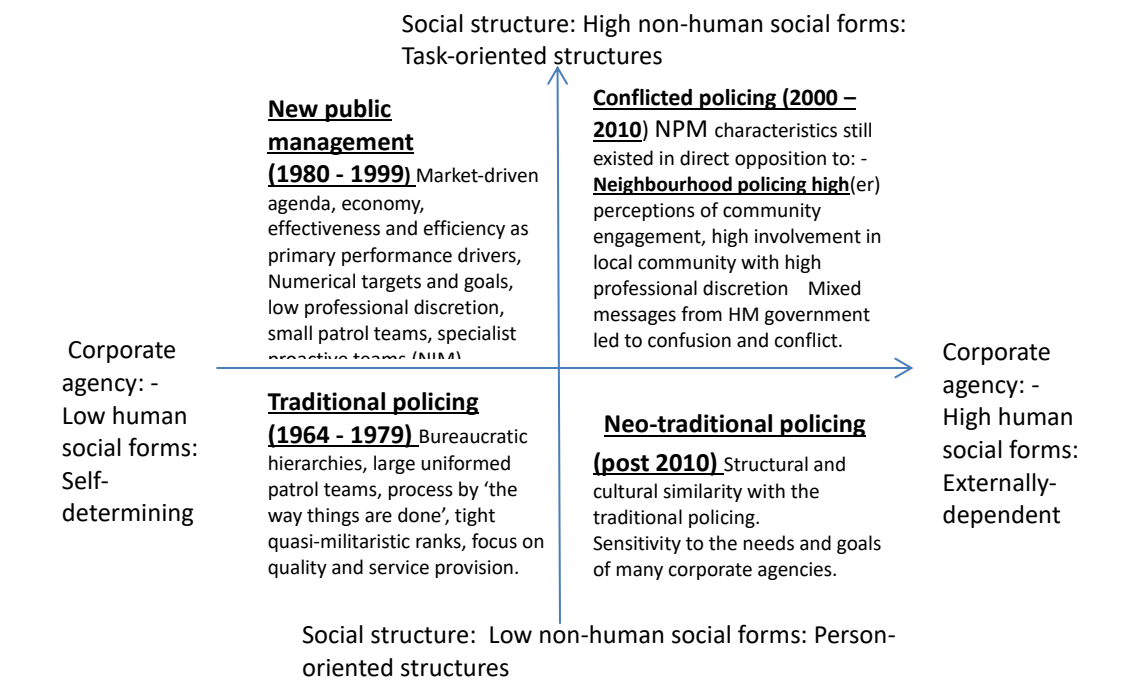 Social structure: High non-human social forms:
Task-oriented structures
New public
management
(1980 - 1999) Market-driven
agenda, economy,
effectiveness and efficiency as
primary performance drivers,
Numerical targets and goals,
low professional discretion,
small patrol teams, specialist
proactive teams (NIM)
Conflicted policing (2000 –
2010) NPM characteristics still
existed in direct opposition to: -
Neighbourhood policing high(er)
perceptions of community
engagement, high involvement in
local community with high
professional discretion    Mixed
messages from HM government
led to confusion and conflict.
Corporate
agency: -
Low human
social forms:
Self-
determining
Corporate
agency: -
High human
social forms:
Externally-
dependent
Traditional policing
(1964 - 1979) Bureaucratic
hierarchies, large uniformed
patrol teams, process by ‘the
way things are done’, tight
quasi-militaristic ranks, focus on
quality and service provision.
Neo-traditional policing
(post 2010) Structural and
cultural similarity with the
traditional policing.
Sensitivity to the needs and goals
of many corporate agencies.
Social structure:  Low non-human social forms: Person-
oriented structures